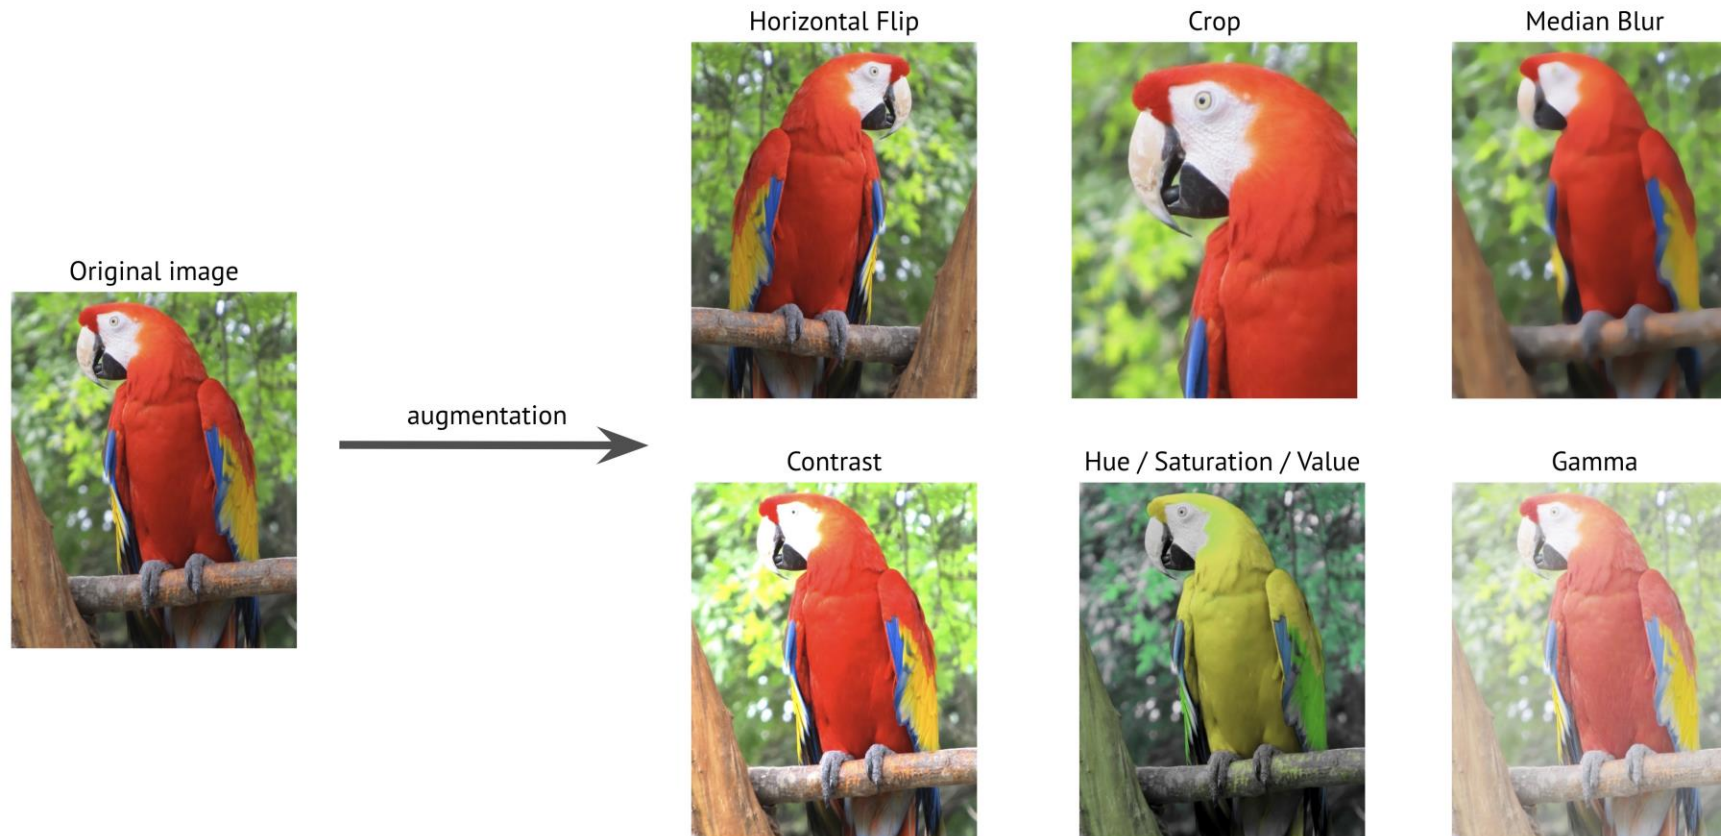 Horizontal Flip
Crop
Median Blur
Original image
augmentation
Contrast
Hue / Saturation / Value
Gamma